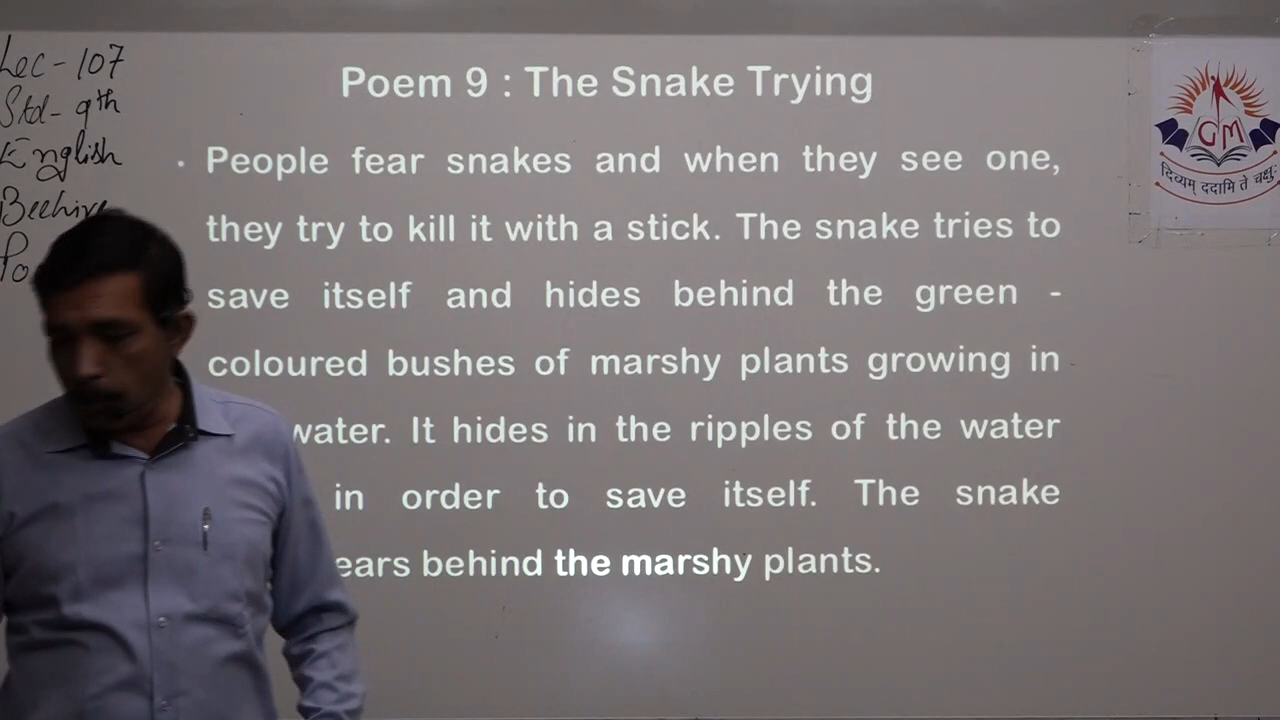 Lec - 107
Std - 9th
English
Beehive
Poem 9 : The Snake Trying
• People fear snakes and when they see one,
they try to kill it with a stick. The snake tries to
save itself and hides behind the green -
coloured bushes of marshy plants growing in
water. It hides in the ripples of the water
in order to save itself. The snake
ears behind the marshy plants.
GM
दिव्यम् ददामि ते चक्षुः